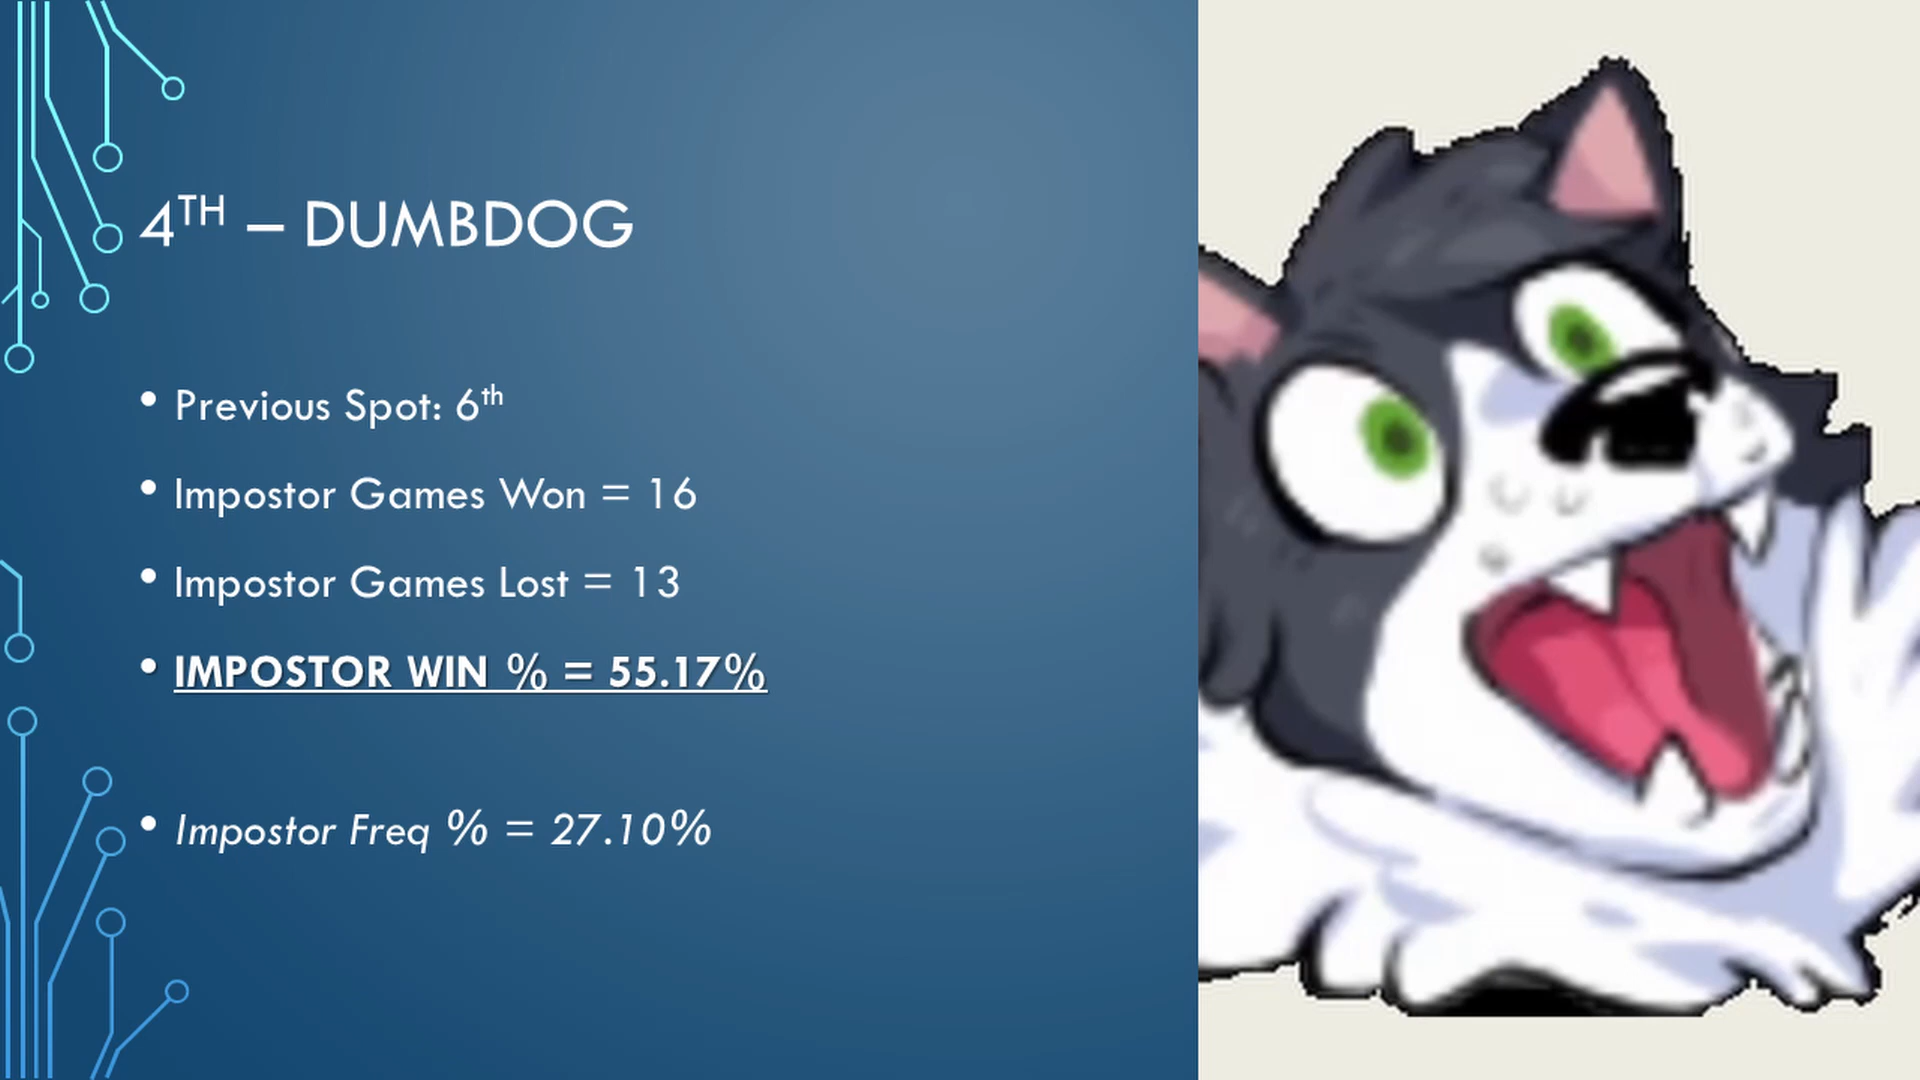 4TH – DUMBDOG
• Previous Spot: 6th
• Impostor Games Won = 16
• Impostor Games Lost = 13
• IMPOSTOR WIN % = 55.17%
• Impostor Freq % = 27.10%